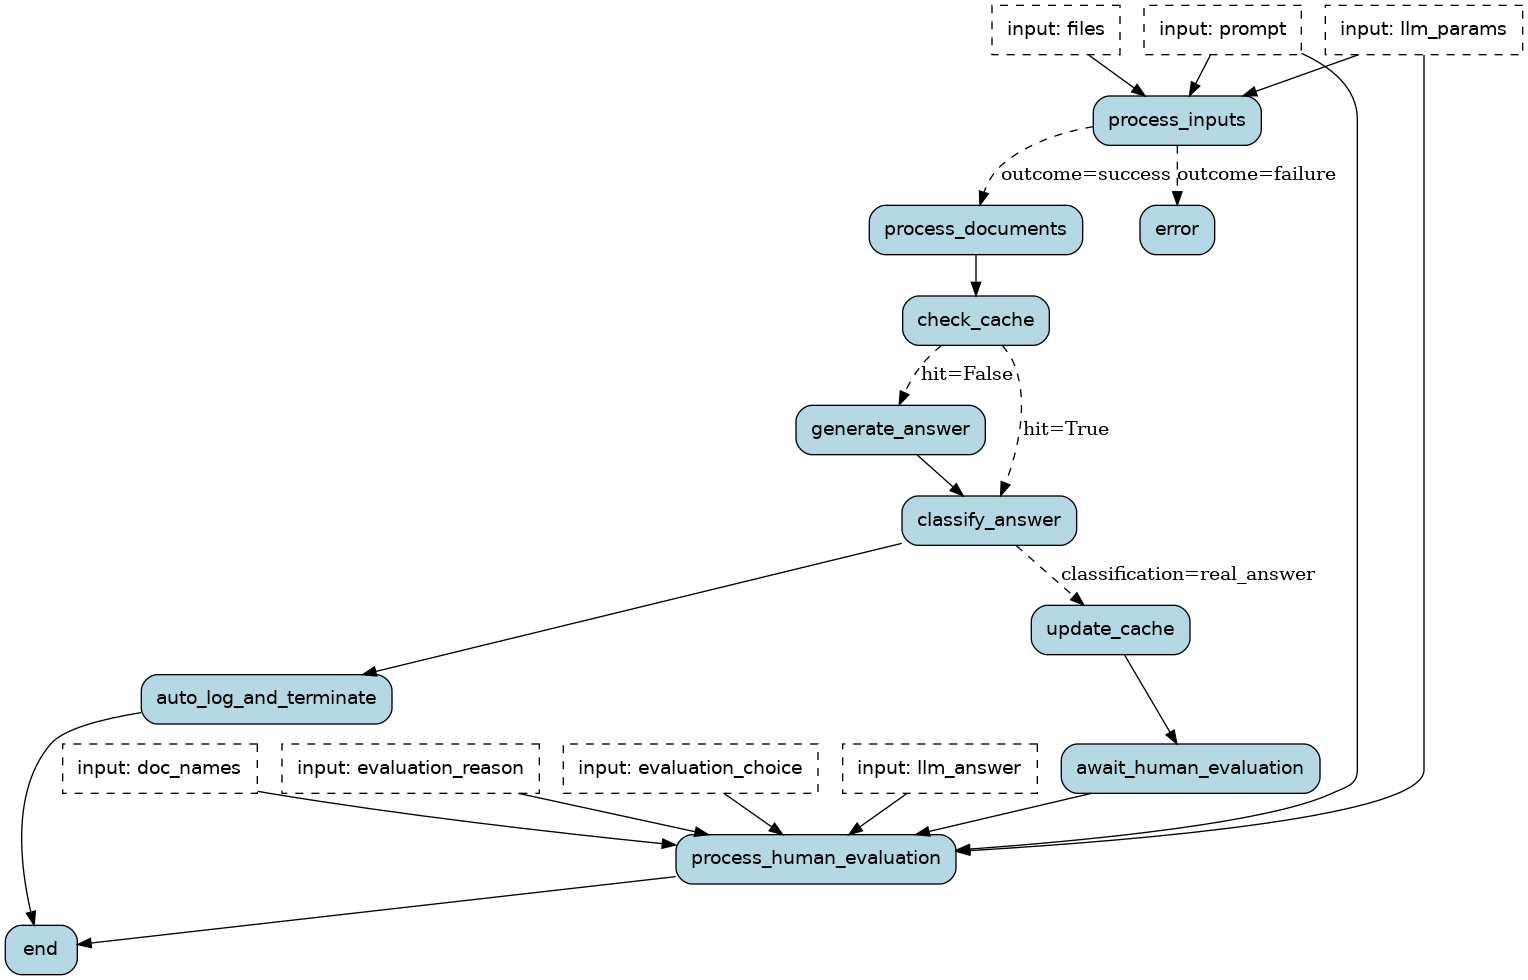 input: files
input: prompt
input: llm_params
process_inputs
outcome=success
outcome=failure
process_documents
error
check_cache
hit=False
generate_answer
hit=True
classify_answer
classification=real_answer
update_cache
auto_log_and_terminate
input: doc_names
input: evaluation_reason
input: evaluation_choice
input: llm_answer
await_human_evaluation
process_human_evaluation
end